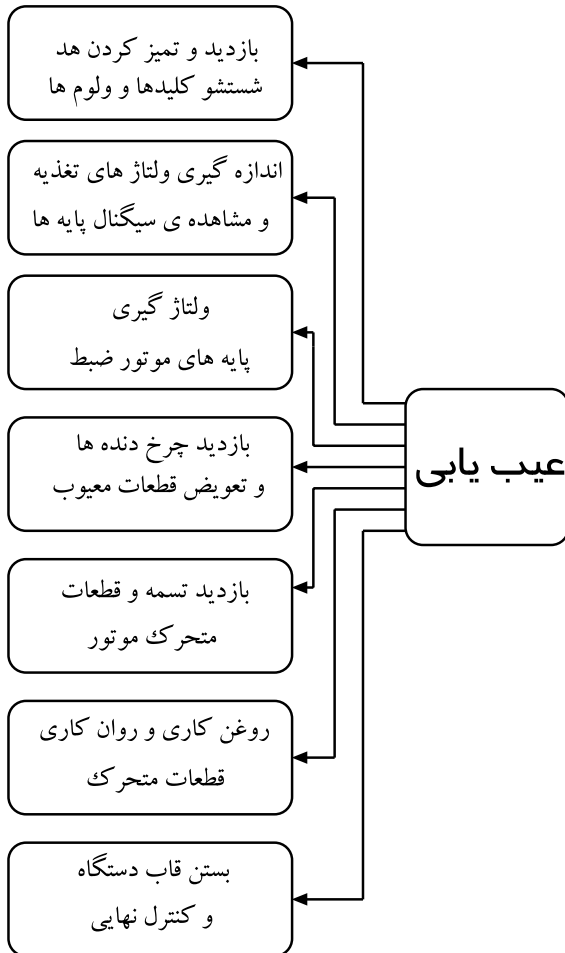 عیب یابی
بازدید و تمیز کردن هد
شستشو کلیدها و ولوم ها
اندازه گیری ولتاژ های تغذیه
و مشاهده ی سیگنال پایه ها
ولتاژ گیری
پایه های موتور ضبط
بازدید چرخ دنده ها
و تعویض قطعات معیوب
بازدید تسمه و قطعات
متحرک موتور
روغن کاری و روان کاری
قطعات متحرک
بستن قاب دستگاه
و کنترل نهایی